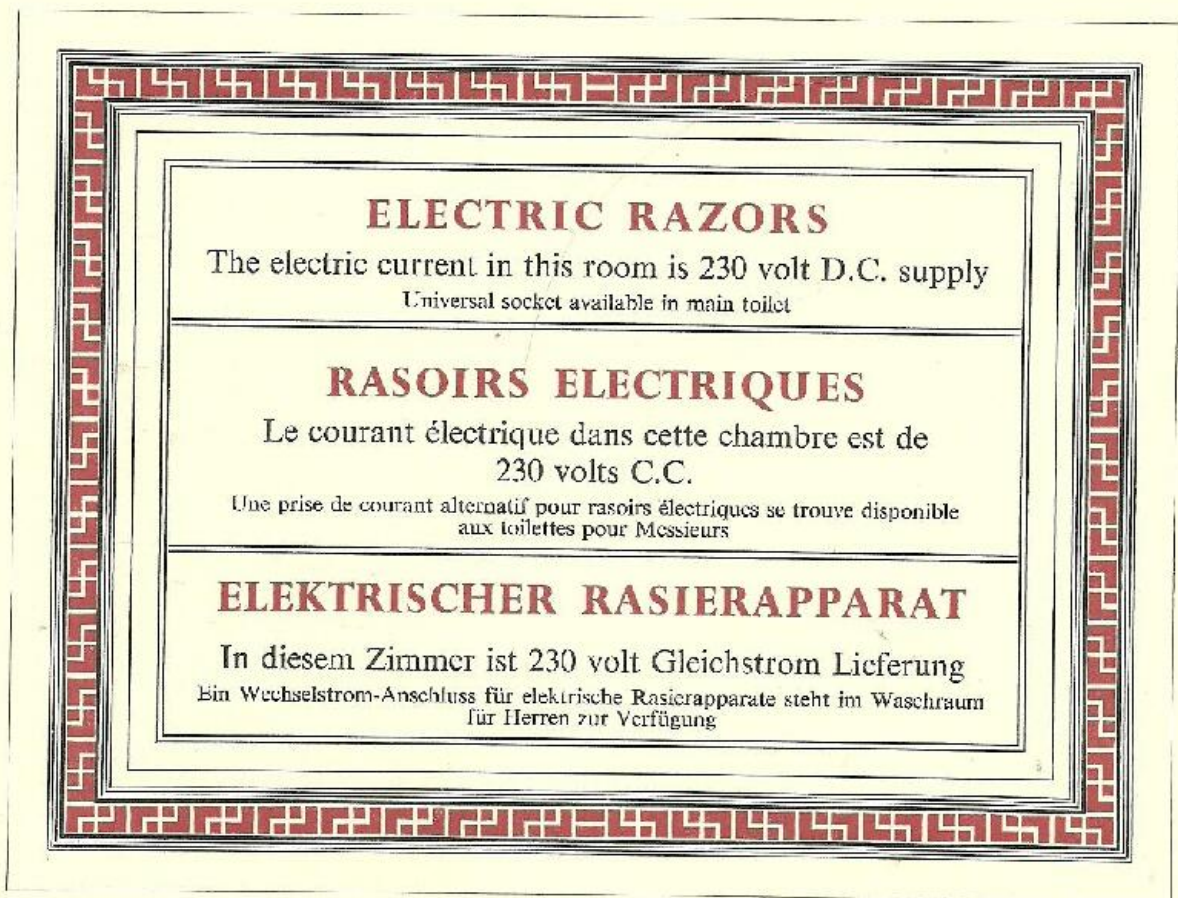 ELECTRIC RAZORS
The electric current in this room is 230 volt D.C. supply
Universal socket available in main toilet
RASOIRS ELECTRIQUES
Le courant électrique dans cette chambre est de
230 volts C.C.
Une prise de courant alternatif pour rasoirs électriques se trouve disponible
aux toilettes pour Messieurs
ELEKTRISCHER RASIERAPPARAT
In diesem Zimmer ist 230 volt Gleichstrom Lieferung
Ein Wechselstrom-Anschluss für elektrische Rasierapparate steht im Waschraum
für Herren zur Verfügung